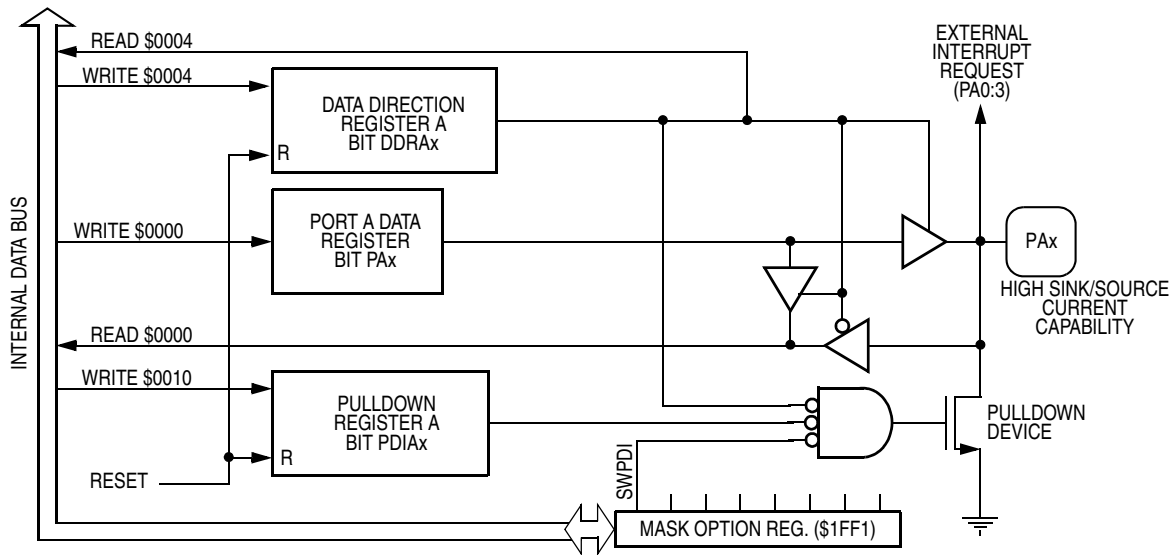 READ $0004
WRITE $0004
DATA DIRECTION
REGISTER A
BIT DDRAx
R
EXTERNAL
INTERRUPT
REQUEST
(PA0:3)
INTERNAL DATA BUS
WRITE $0000
PORT A DATA
REGISTER
BIT PAx
PAx
HIGH SINK/SOURCE
CURRENT
CAPABILITY
READ $0000
WRITE $0010
PULLDOWN
REGISTER A
BIT PDIAx
R
RESET
PULLDOWN
DEVICE
SWPDI
MASK OPTION REG. ($1FF1)